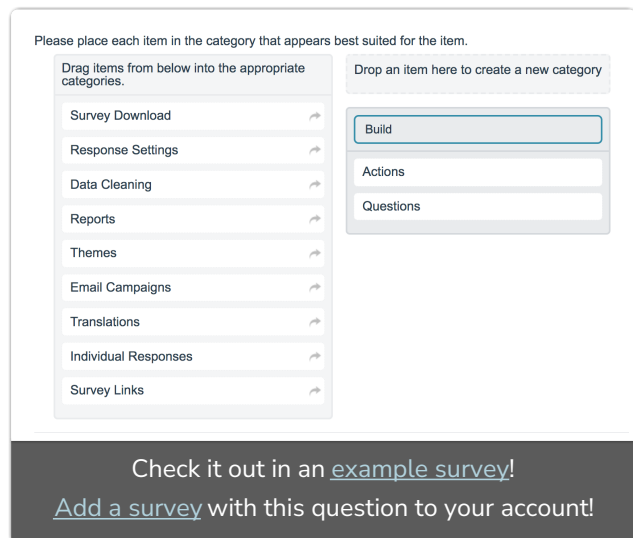 Please place each item in the category that appears best suited for the item.
Drag items from below into the appropriate
categories.
Survey Download
Response Settings
Data Cleaning
Reports
Themes
Email Campaigns
Translations
Individual Responses
Survey Links
Drop an item here to create a new category
Build
Actions
Questions
Check it out in an example survey!
Add a survey with this question to your account!